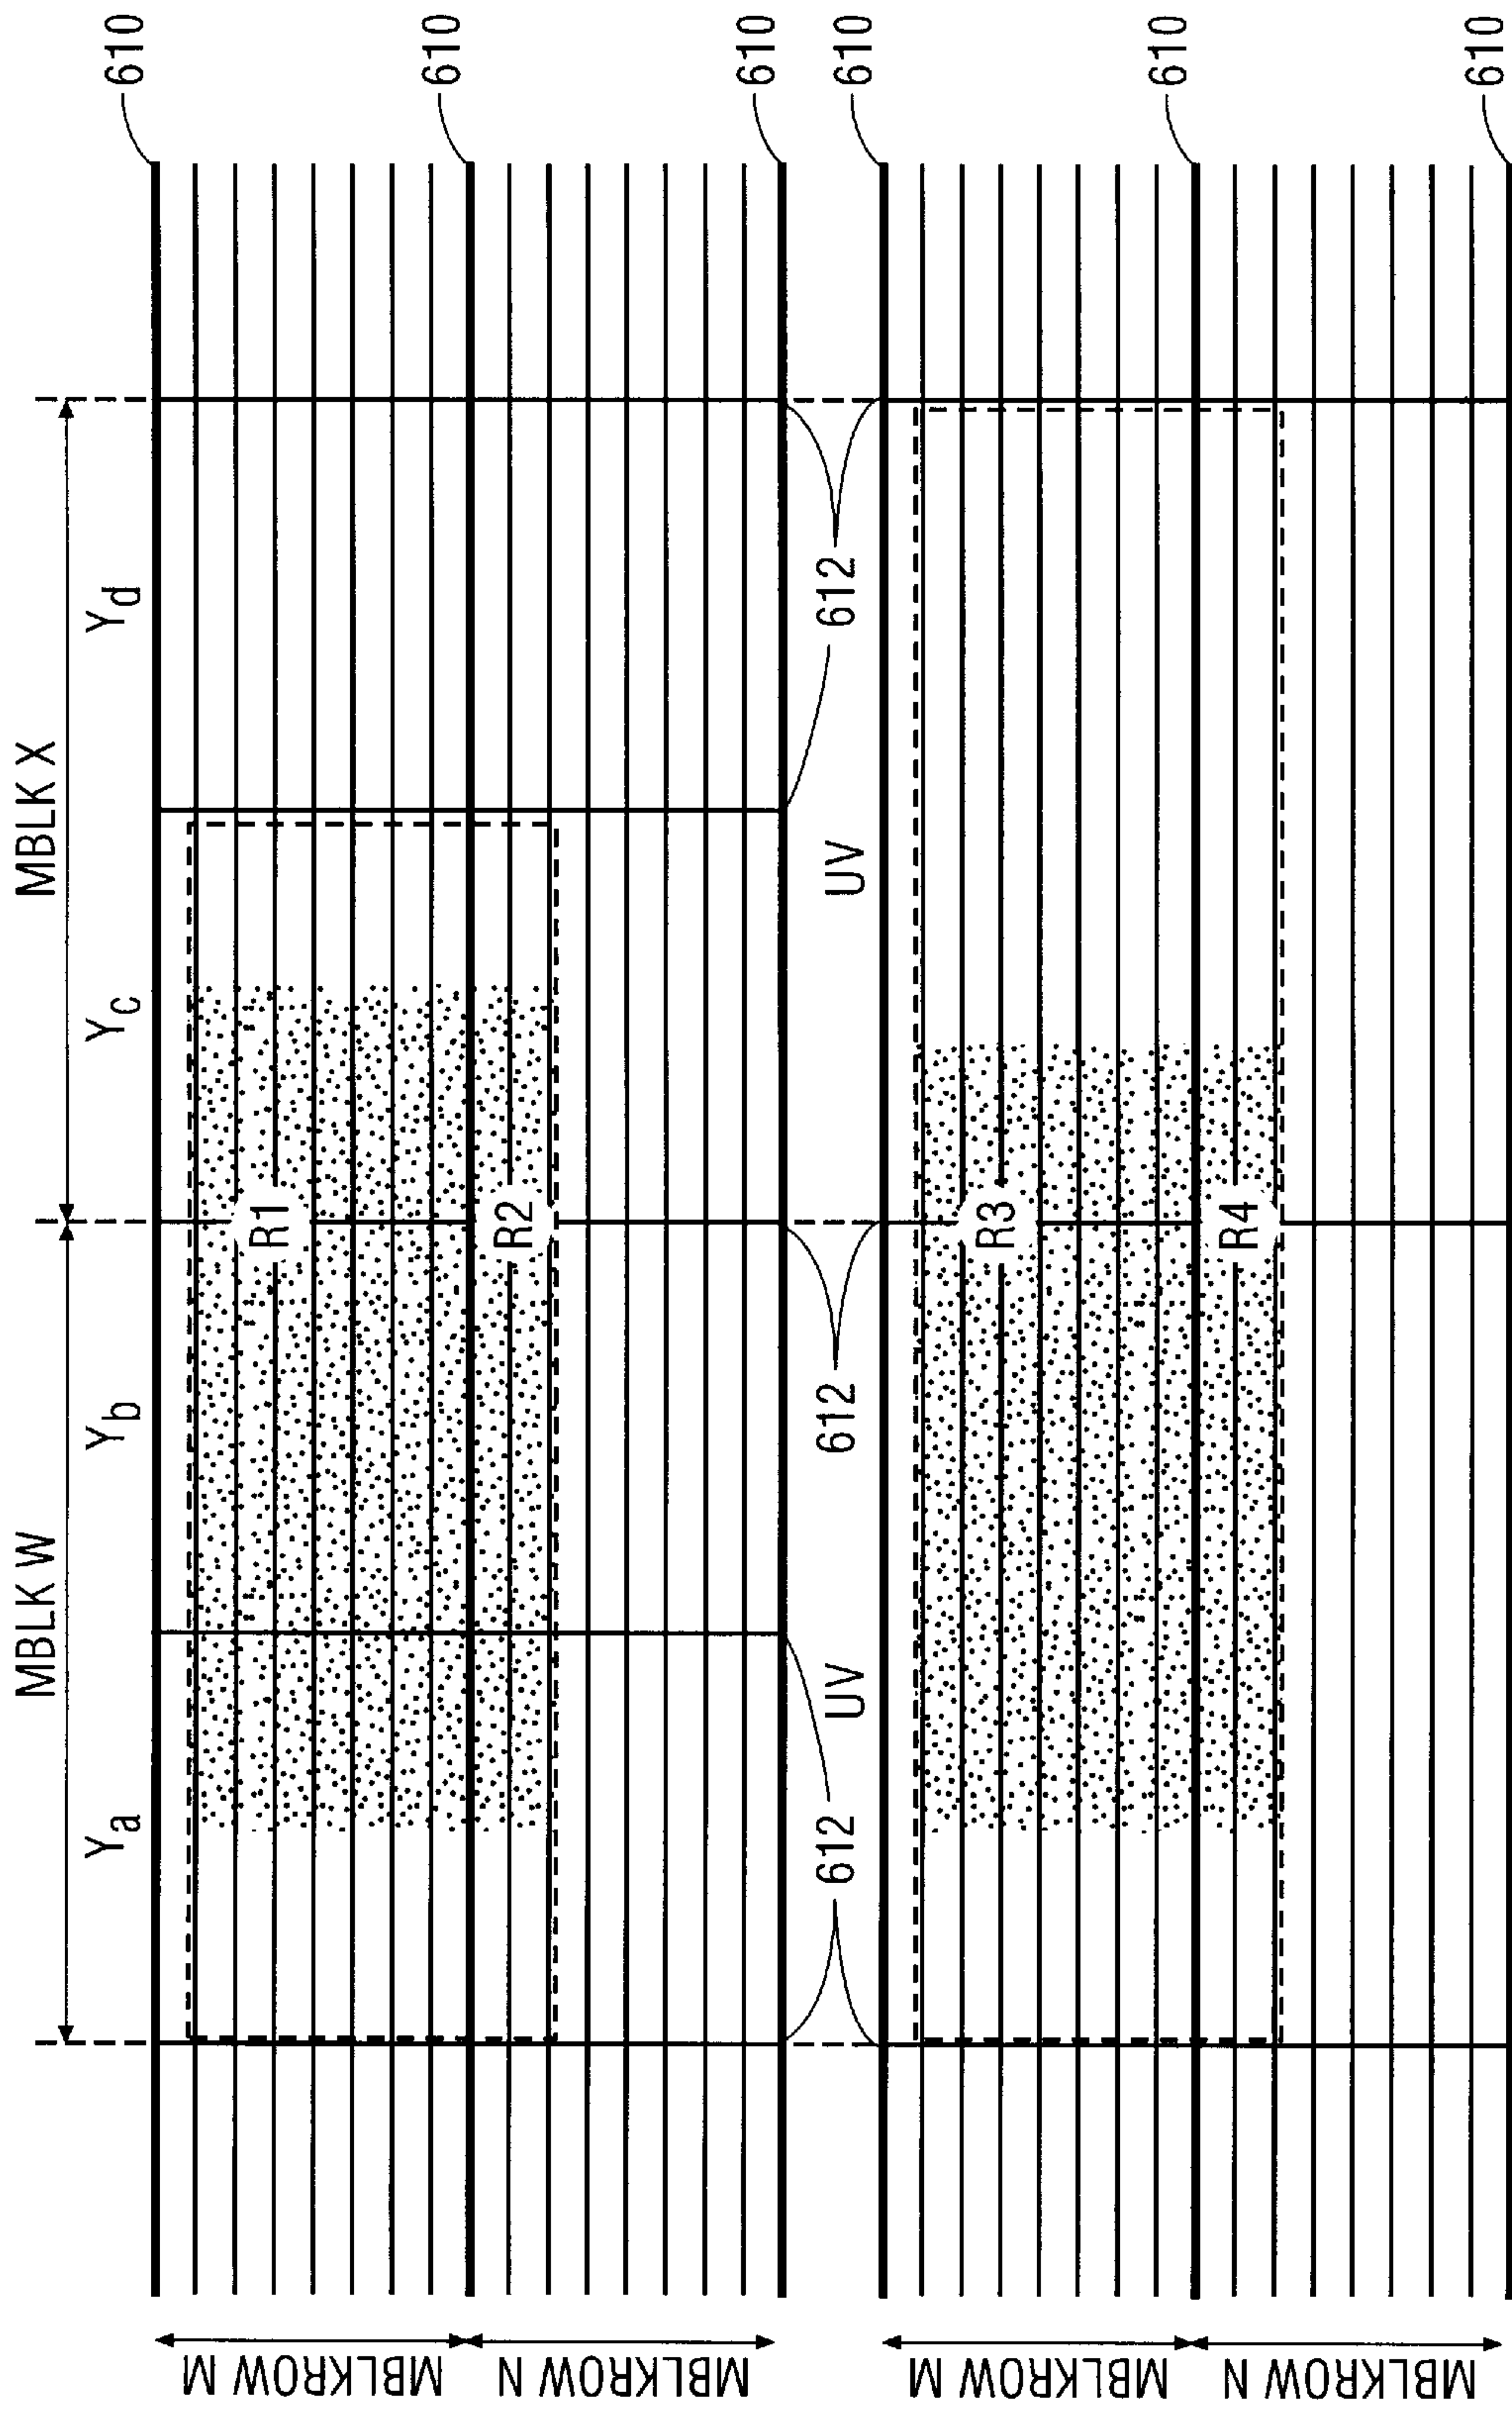 MBLK W
MBLK X
Ya
Yb
Yc
Yd
610
MBLKROW M
R1
610
MBLKROW N
R2
610
612
UV
612
UV
612
610
MBLKROW M
R3
610
MBLKROW N
R4
610